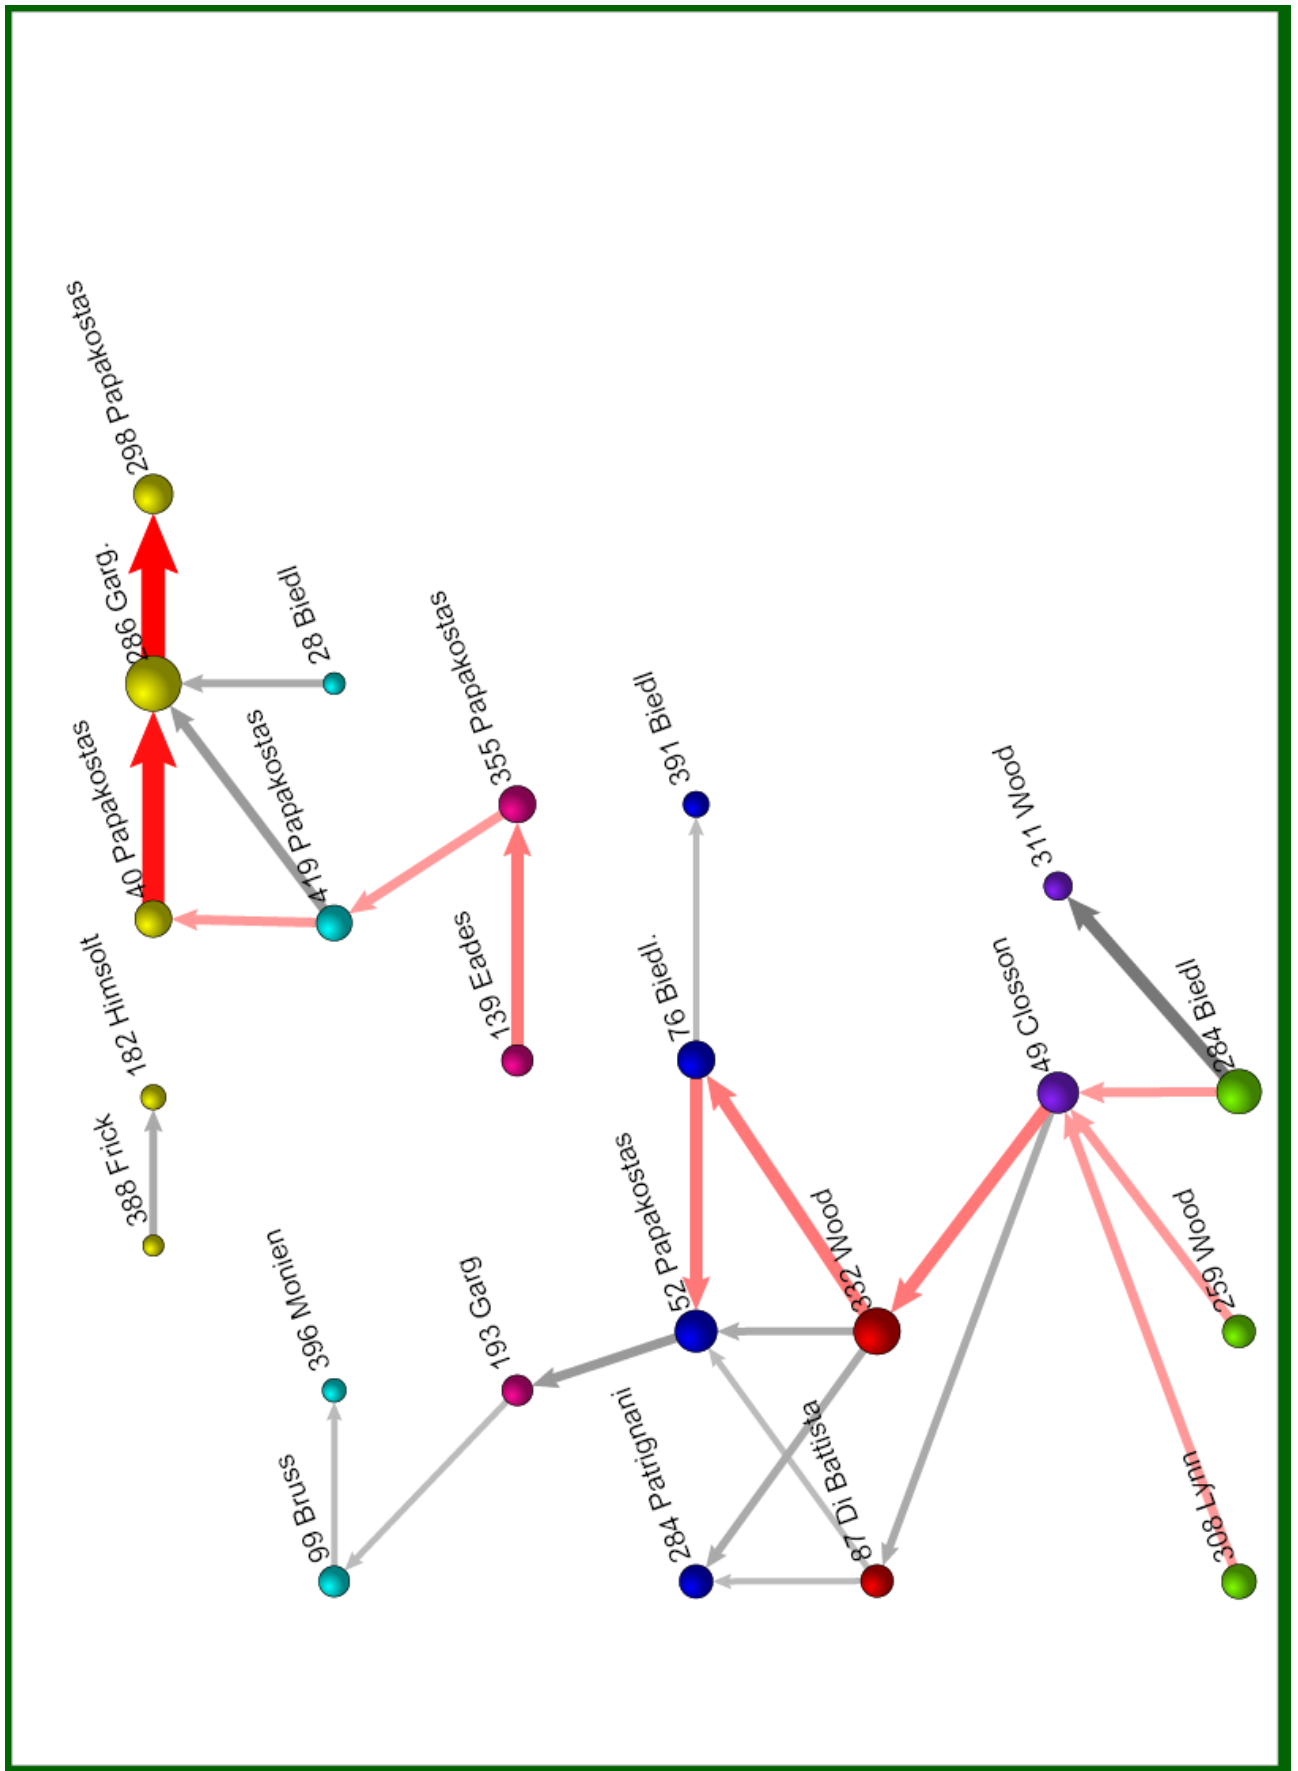 298 Papakostas
286 Garg.
28 Biedl
40 Papakostas
419 Papakostas
355 Papakostas
182 Himsolt
139 Eades
391 Biedl
76 Biedl.
311 Wood
388 Frick
49 Closson
284 Biedl
396 Monien
193 Garg
52 Papakostas
332 Wood
259 Wood
99 Bruss
284 Patrignani
87 Di Battista
308 Lynn